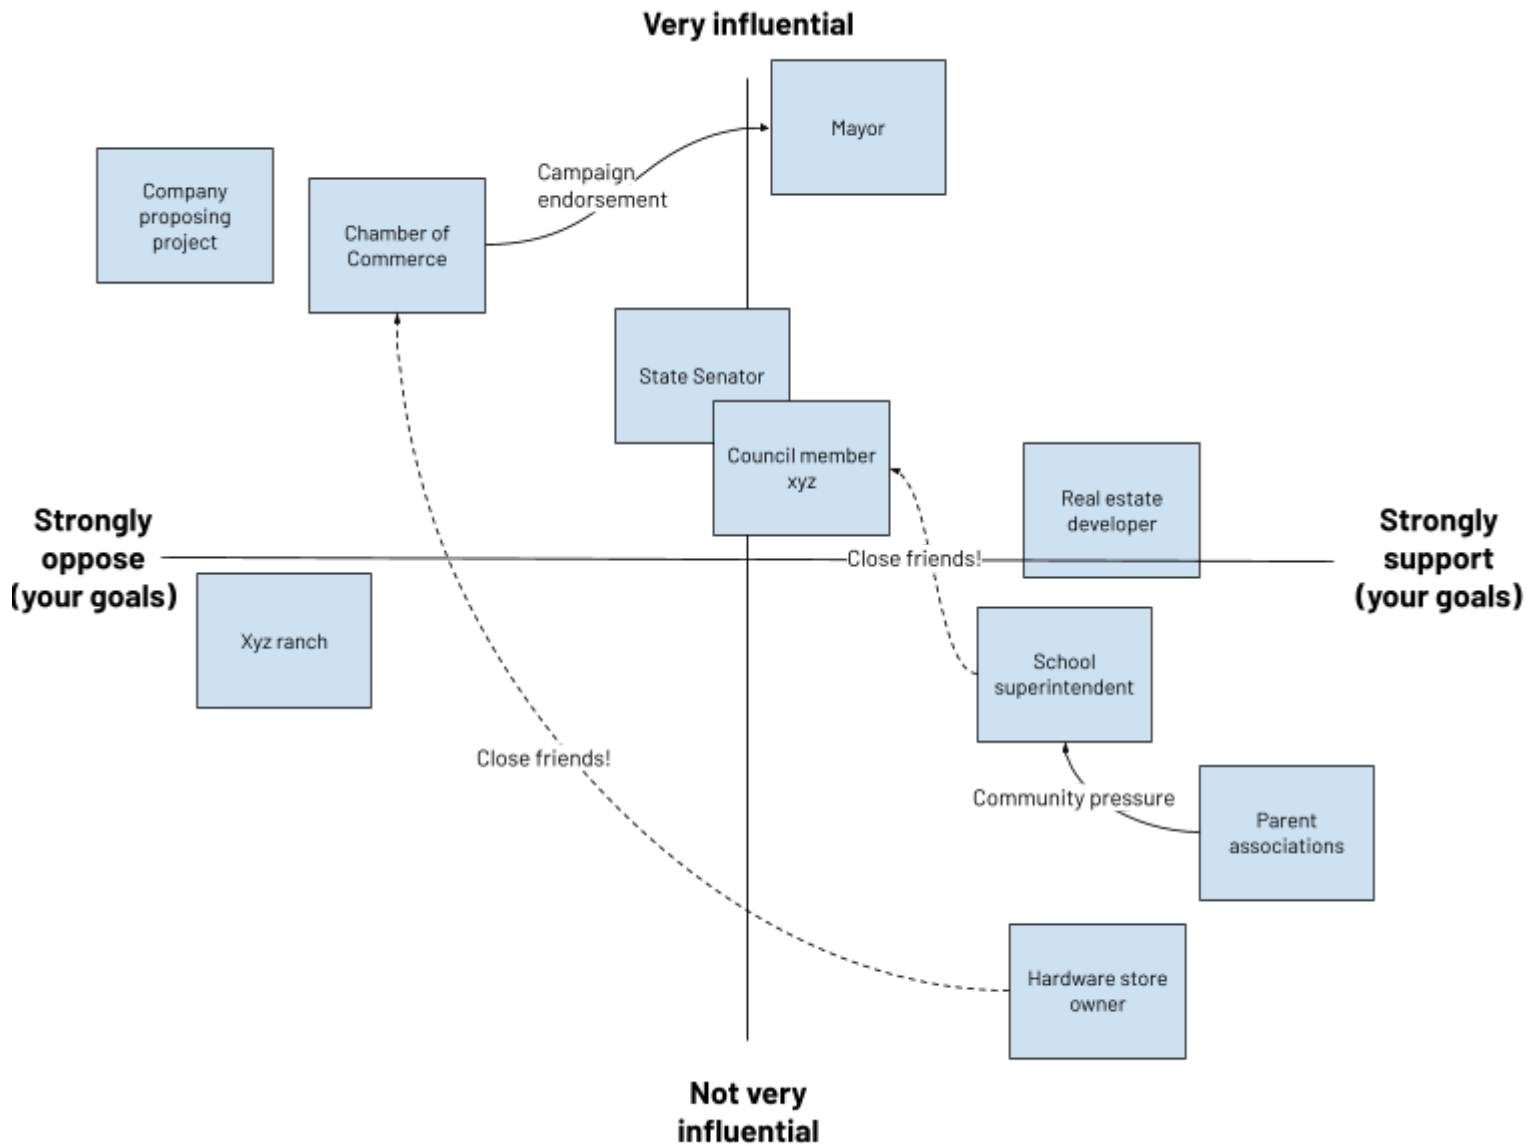 Very influential
Mayor
Company
proposing
project
Campaign
endorsement
Chamber of
Commerce
State Senator
Council member
xyz
Real estate
developer
Strongly
oppose
(your goals)
Close friends!
Strongly
support
(your goals)
Xyz ranch
School
superintendent
Close friends!
Community pressure
Parent
associations
Hardware store
owner
Not very
influential